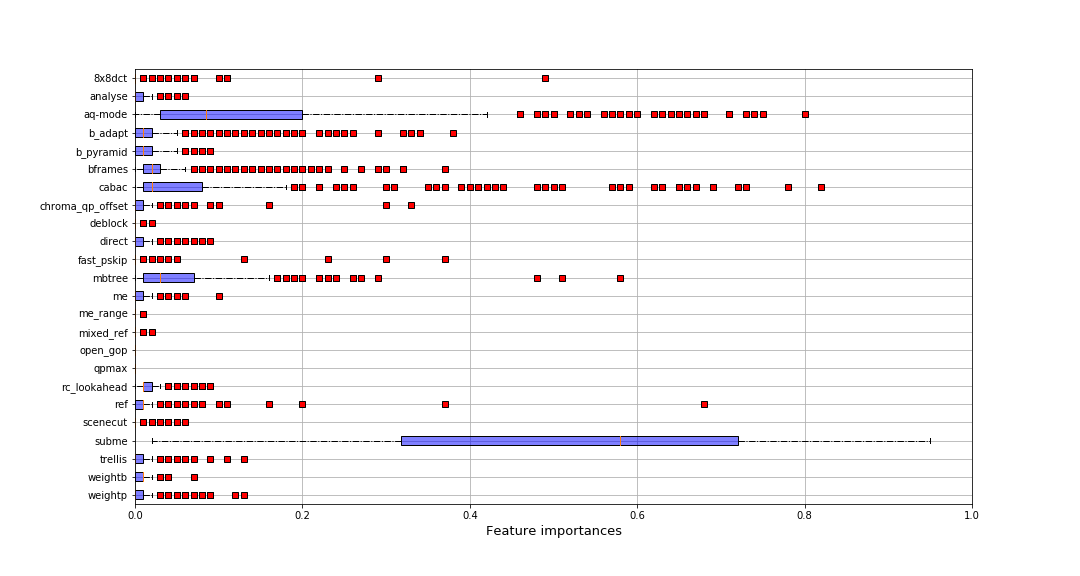 8x8dct
analyse
aq-mode
b_adapt
b_pyramid
bframes
cabac
chroma_qp_offset
deblock
direct
fast_pskip
mbtree
me
me_range
mixed_ref
open_gop
qpmax
rc_lookahead
ref
scenecut
subme
trellis
weightb
weightp
0.0 0.2 0.4 0.6 0.8 1.0
Feature importances